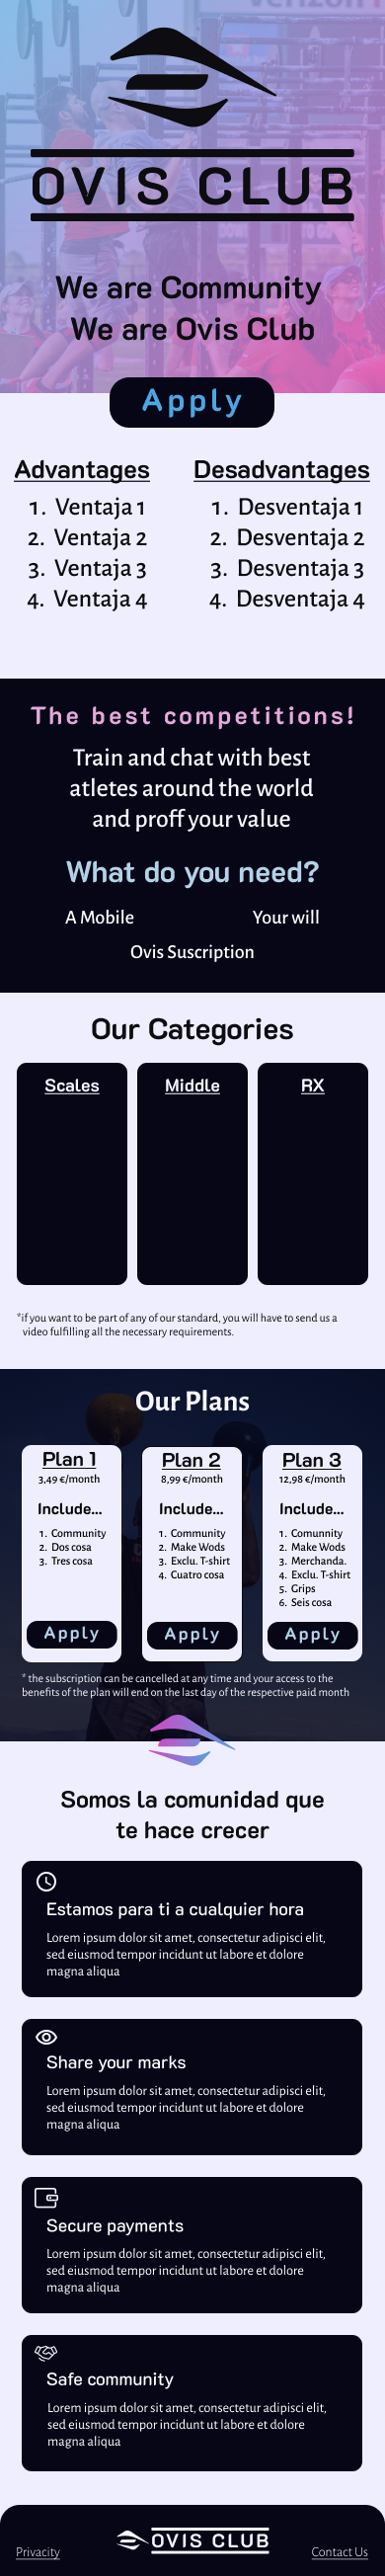 verizon
OVIS CLUB
We are Community
We are Ovis Club
Apply
Advantages
1. Ventaja 1
2. Ventaja 2
3. Ventaja 3
4. Ventaja 4
Desadvantages
1. Desventaja 1
2. Desventaja 2
3. Desventaja 3
4. Desventaja 4
The best competitions!
Train and chat with best
atletes around the world
and proff your value
What do you need?
A Mobile
Your will
Ovis Suscription
Our Categories
Scales
Middle
RX
*if you want to be part of any of our standard, you will have to send us a
video fulfilling all the necessary requirements.
Our Plans
Plan 1
3,49 €/month
Include...
1. Community
2. Dos cosa
3. Tres cosa
Apply
Plan 2
8,99 €/month
Include...
1. Community
2. Make Wods
3. Exclu. T-shirt
4. Cuatro cosa
Apply
Plan 3
12,98 €/month
Include...
1. Comunnity
2. Make Wods
3. Merchanda.
4. Exclu. T-shirt
5. Grips
6. Seis cosa
Apply
* the subscription can be cancelled at any time and your access to the
benefits of the plan will end on the last day of the respective paid month
Somos la comunidad que
te hace crecer
Estamos para ti a cualquier hora
Lorem ipsum dolor sit amet, consectetur adipisci elit,
sed eiusmod tempor incidunt ut labore et dolore
magna aliqua
Share your marks
Lorem ipsum dolor sit amet, consectetur adipisci elit,
sed eiusmod tempor incidunt ut labore et dolore
magna aliqua
Secure payments
Lorem ipsum dolor sit amet, consectetur adipisci elit,
sed eiusmod tempor incidunt ut labore et dolore
magna aliqua
Safe community
Lorem ipsum dolor sit amet, consectetur adipisci elit,
sed eiusmod tempor incidunt ut labore et dolore
magna aliqua
Privacity
OVIS CLUB
Contact Us